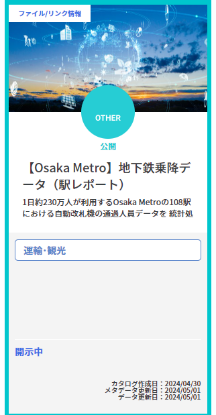 ファイル/リンク情報
OTHER
公開
【Osaka Metro】地下鉄乗降デ
ータ（駅レポート）
1日約230万人が利用するOsaka Metroの108駅
における自動改札機の通過人員データを 統計処
運輸･観光
開示中
カタログ作成日：2024/04/30
メタデータ更新日：2024/05/01
データ更新日：2024/05/01